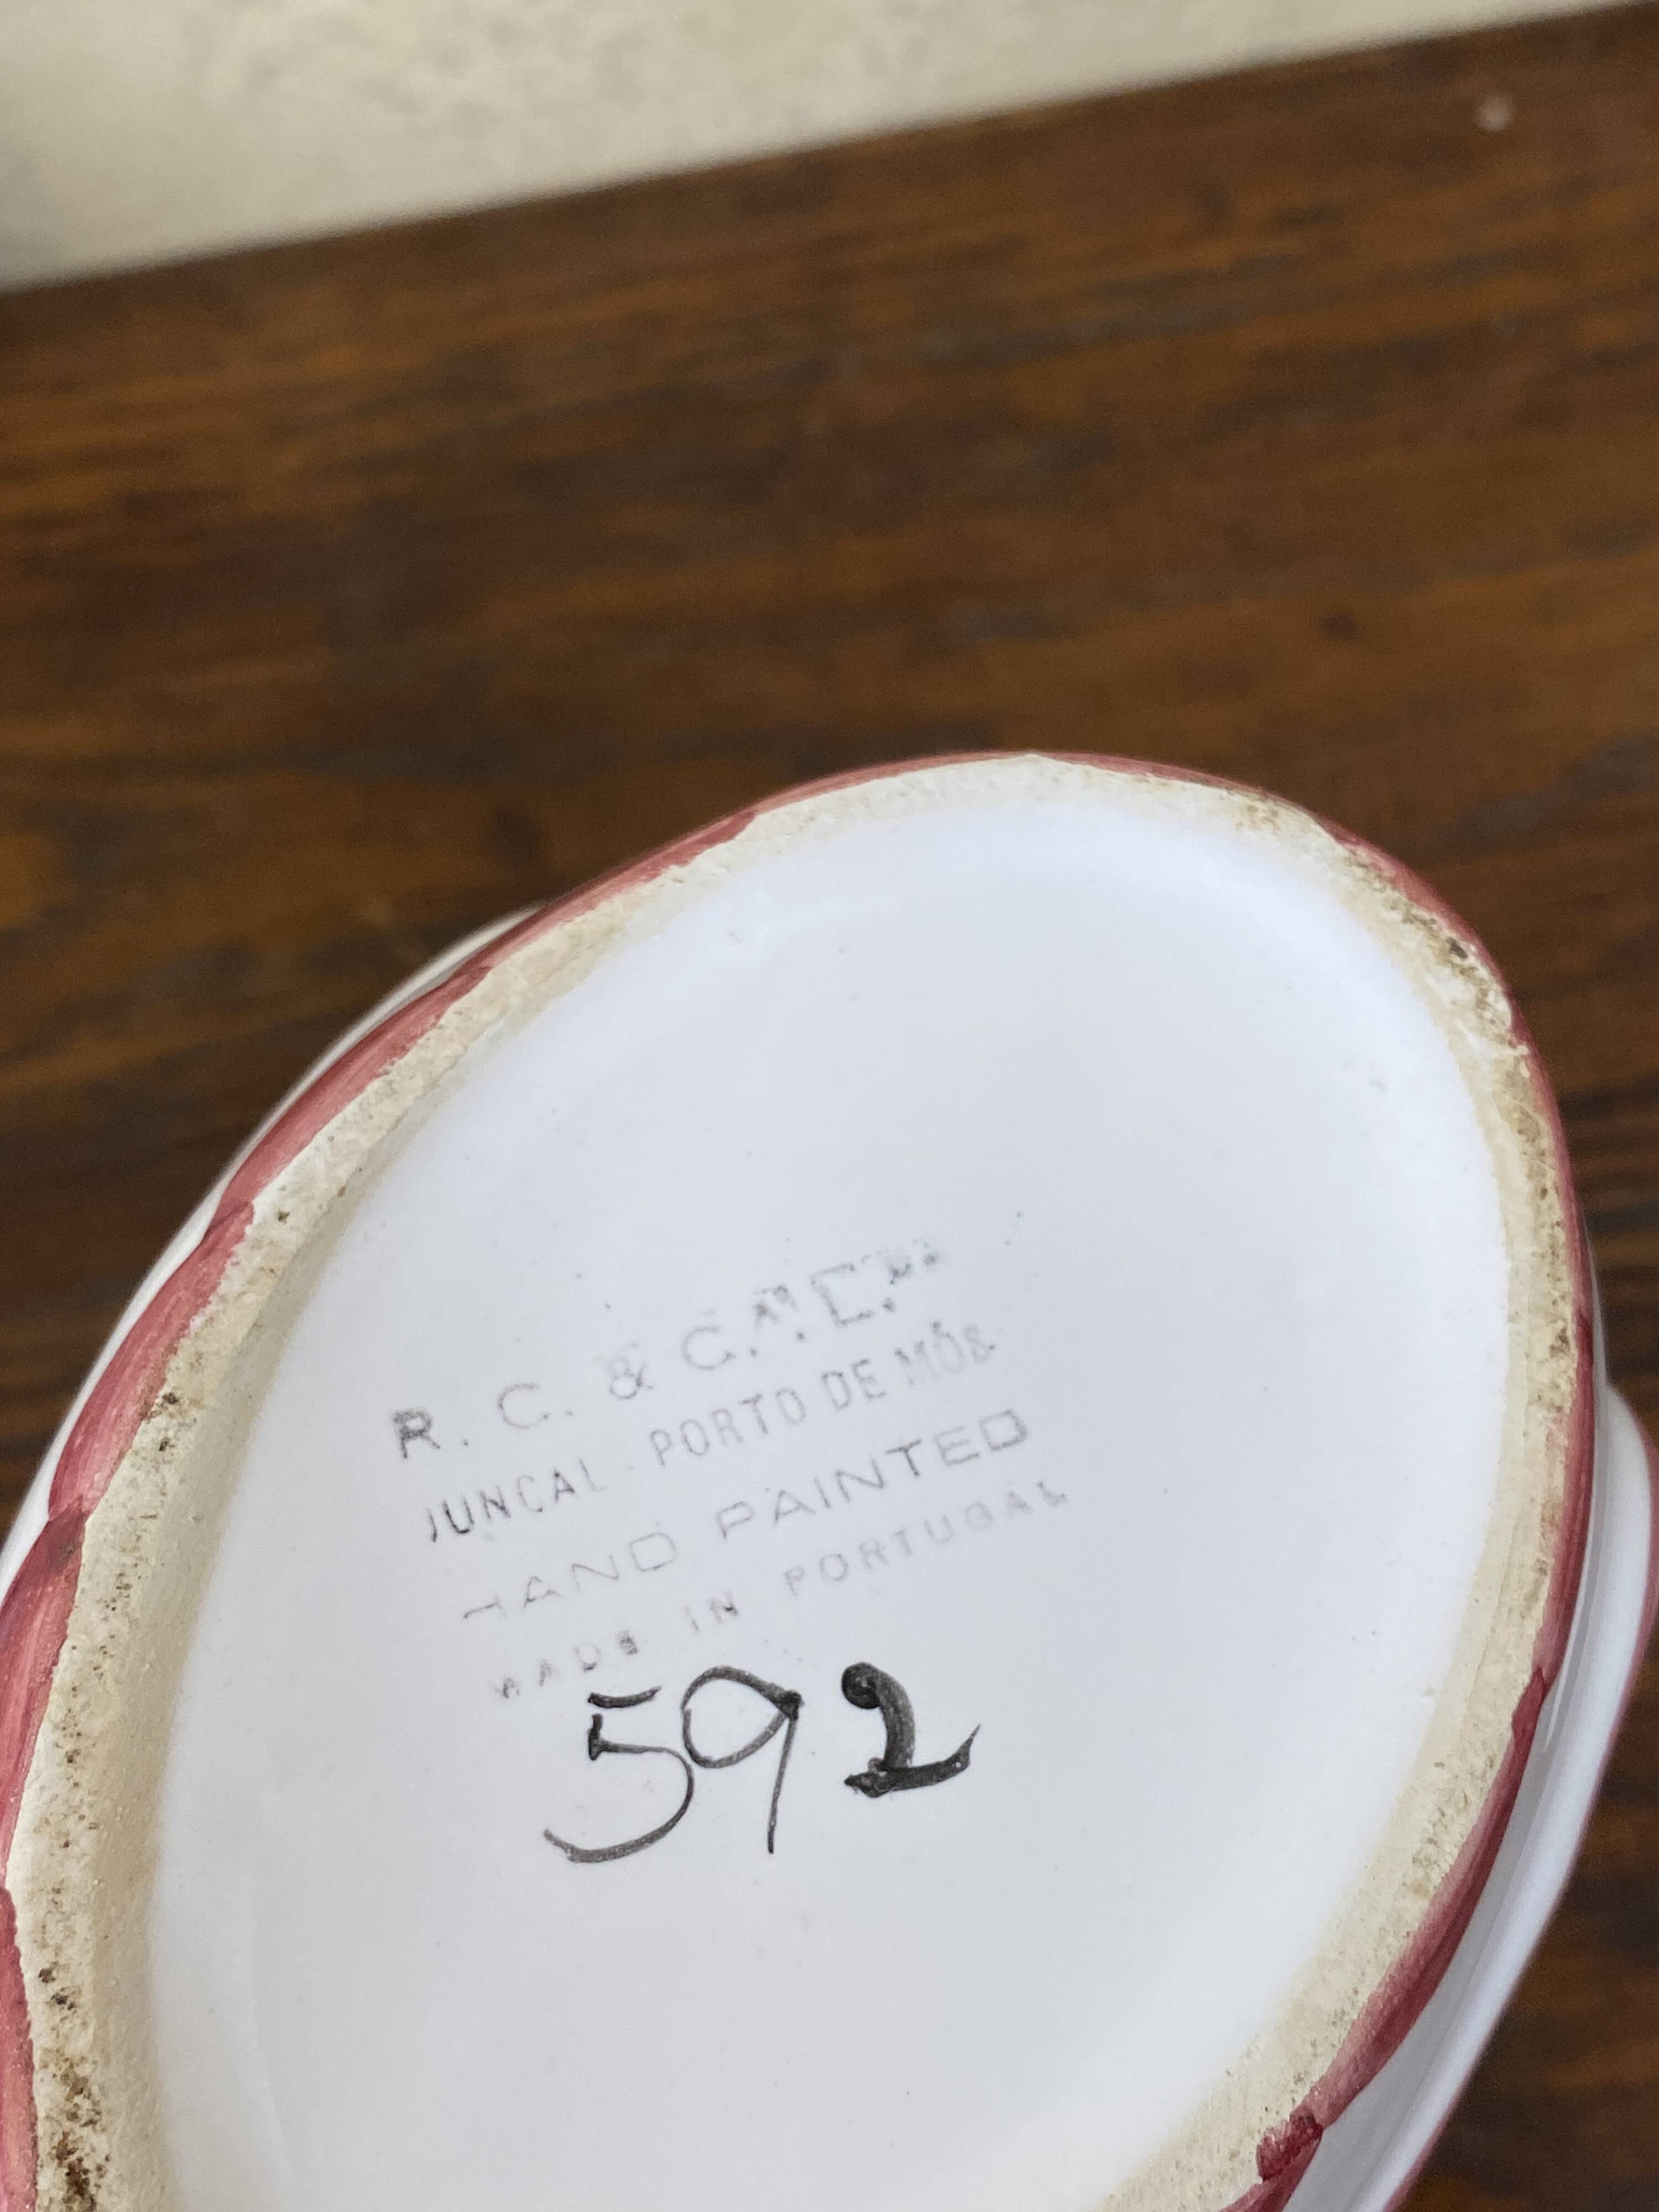 R. C. & C.ᴬ. L.ᴰᴬ
JUNCAL - PORTO DE MÓS
HAND PAINTED
MADE IN PORTUGAL
592